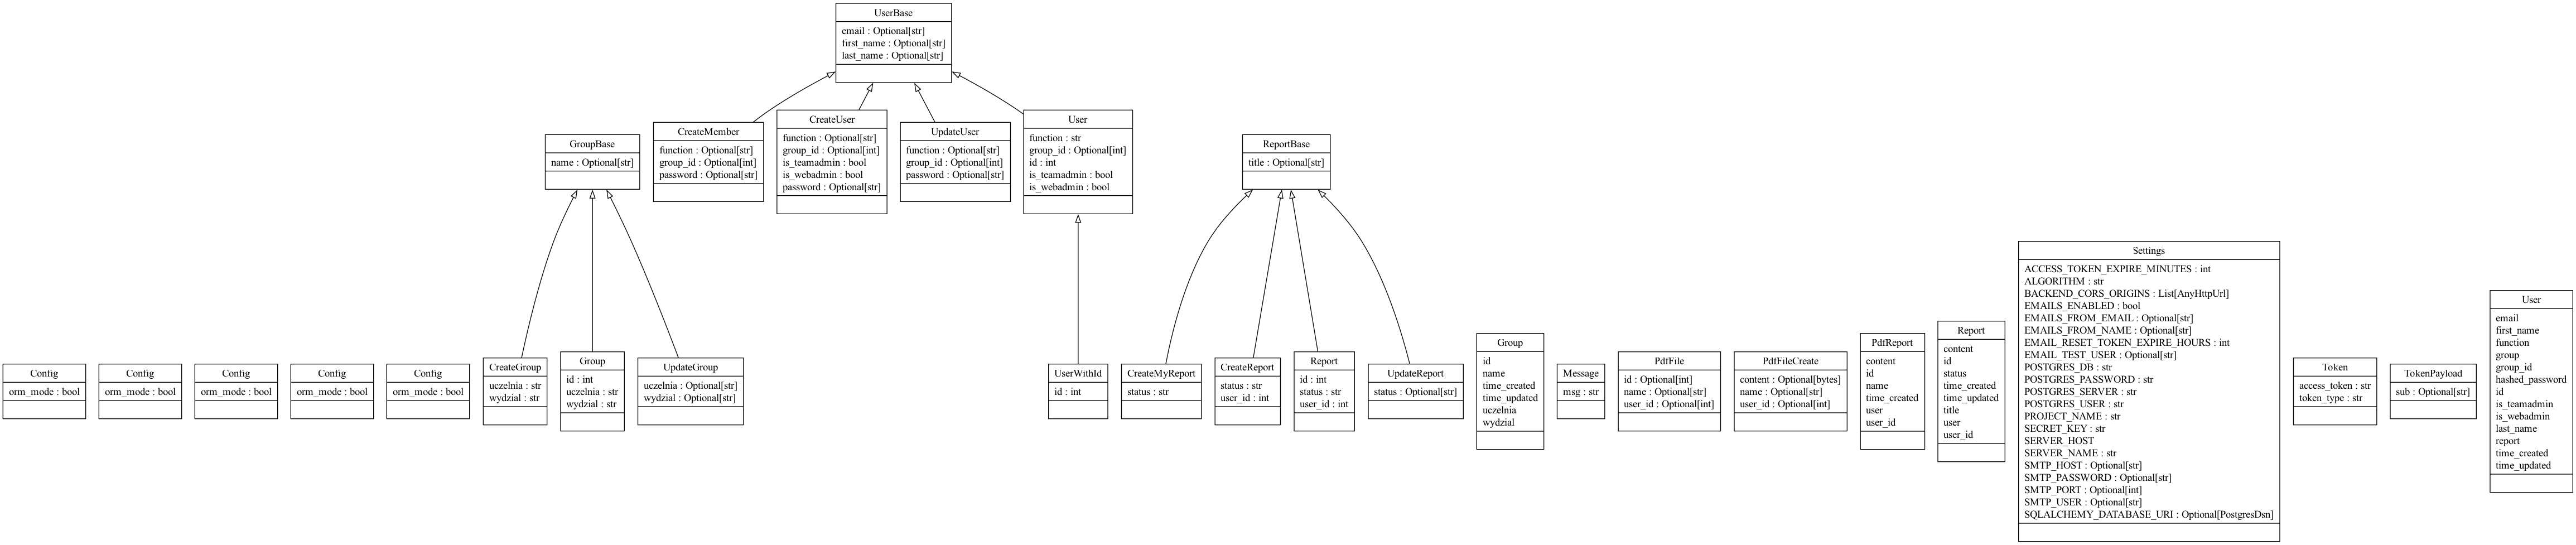 UserBase
email : Optional[str]
first_name : Optional[str]
last_name : Optional[str]
GroupBase
name : Optional[str]
CreateMember
function : Optional[str]
group_id : Optional[int]
password : Optional[str]
CreateUser
function : Optional[str]
group_id : Optional[int]
is_teamadmin : bool
is_webadmin : bool
password : Optional[str]
UpdateUser
function : Optional[str]
group_id : Optional[int]
password : Optional[str]
User
function : str
group_id : Optional[int]
id : int
is_teamadmin : bool
is_webadmin : bool
ReportBase
title : Optional[str]
Config
orm_mode : bool
Config
orm_mode : bool
Config
orm_mode : bool
Config
orm_mode : bool
Config
orm_mode : bool
CreateGroup
uczelnia : str
wydzial : str
Group
id : int
uczelnia : str
wydzial : str
UpdateGroup
uczelnia : Optional[str]
wydzial : Optional[str]
UserWithId
id : int
CreateMyReport
status : str
CreateReport
status : str
user_id : int
Report
id : int
status : str
user_id : int
UpdateReport
status : Optional[str]
Group
id
name
time_created
time_updated
uczelnia
wydzial
Message
msg : str
PdfFile
id : Optional[int]
name : Optional[str]
user_id : Optional[int]
PdfFileCreate
content : Optional[bytes]
name : Optional[str]
user_id : Optional[int]
PdfReport
content
id
name
time_created
user
user_id
Report
content
id
status
time_created
time_updated
title
user
user_id
Settings
ACCESS_TOKEN_EXPIRE_MINUTES : int
ALGORITHM : str
BACKEND_CORS_ORIGINS : List[AnyHttpUrl]
EMAILS_ENABLED : bool
EMAILS_FROM_EMAIL : Optional[str]
EMAILS_FROM_NAME : Optional[str]
EMAIL_RESET_TOKEN_EXPIRE_HOURS : int
EMAIL_TEST_USER : Optional[str]
POSTGRES_DB : str
POSTGRES_PASSWORD : str
POSTGRES_SERVER : str
POSTGRES_USER : str
PROJECT_NAME : str
SECRET_KEY : str
SERVER_HOST
SERVER_NAME : str
SMTP_HOST : Optional[str]
SMTP_PASSWORD : Optional[str]
SMTP_PORT : Optional[int]
SMTP_USER : Optional[str]
SQLALCHEMY_DATABASE_URI : Optional[PostgresDsn]
Token
access_token : str
token_type : str
TokenPayload
sub : Optional[str]
User
email
first_name
function
group
group_id
hashed_password
id
is_teamadmin
is_webadmin
last_name
report
time_created
time_updated